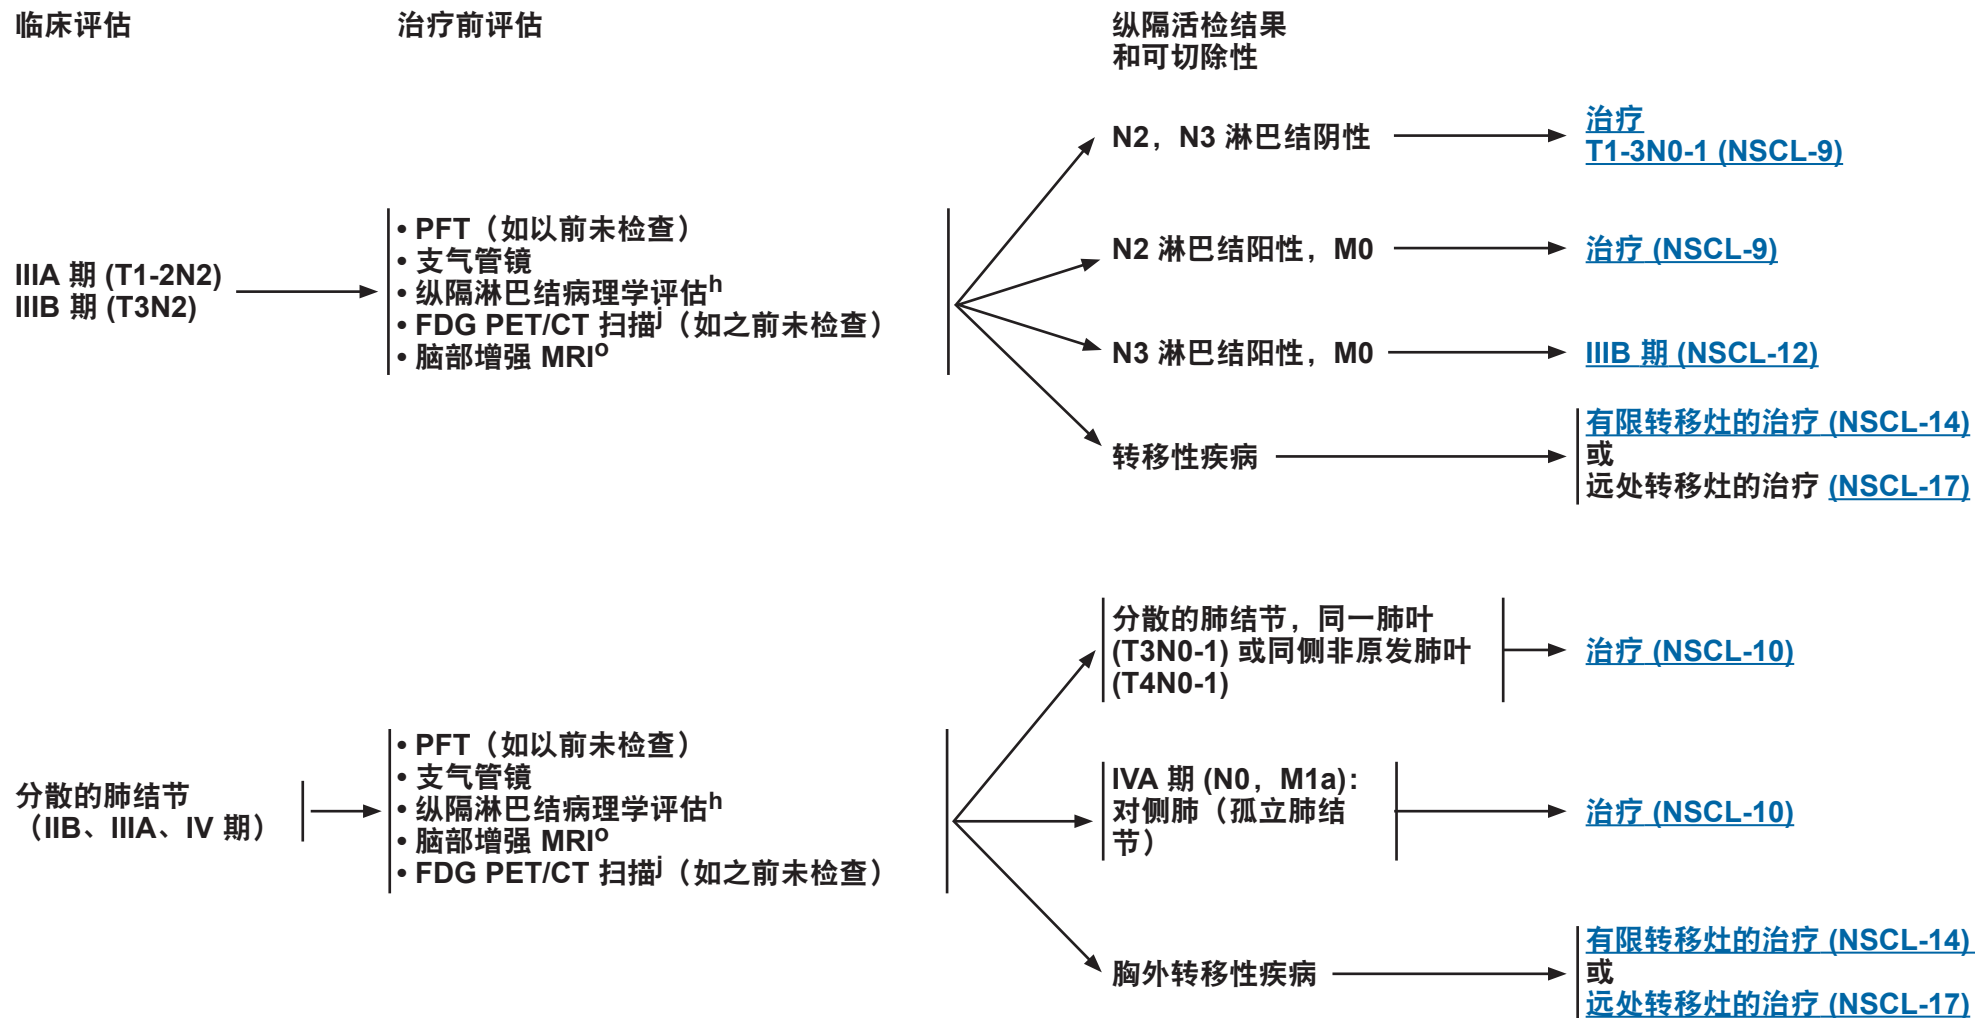 临床评估
治疗前评估
纵隔活检结果
和可切除性
IIIA 期 (T1-2N2)
IIIB 期 (T3N2)
• PFT（如以前未检查）
• 支气管镜
• 纵隔淋巴结病理学评估h
• FDG PET/CT 扫描j（如之前未检查）
• 脑部增强 MRIo
N2，N3 淋巴结阴性
治疗
T1-3N0-1 (NSCL-9)
N2 淋巴结阳性，M0
治疗 (NSCL-9)
N3 淋巴结阳性，M0
IIIB 期 (NSCL-12)
转移性疾病
有限转移灶的治疗 (NSCL-14)
或
远处转移灶的治疗 (NSCL-17)
分散的肺结节
（IIB、IIIA、IV 期）
• PFT（如以前未检查）
• 支气管镜
• 纵隔淋巴结病理学评估h
• 脑部增强 MRIo
• FDG PET/CT 扫描j（如之前未检查）
分散的肺结节，同一肺叶
(T3N0-1) 或同侧非原发肺叶
(T4N0-1)
治疗 (NSCL-10)
IVA 期 (N0，M1a)：
对侧肺（孤立肺结
节）
治疗 (NSCL-10)
胸外转移性疾病
有限转移灶的治疗 (NSCL-14)
或
远处转移灶的治疗 (NSCL-17)